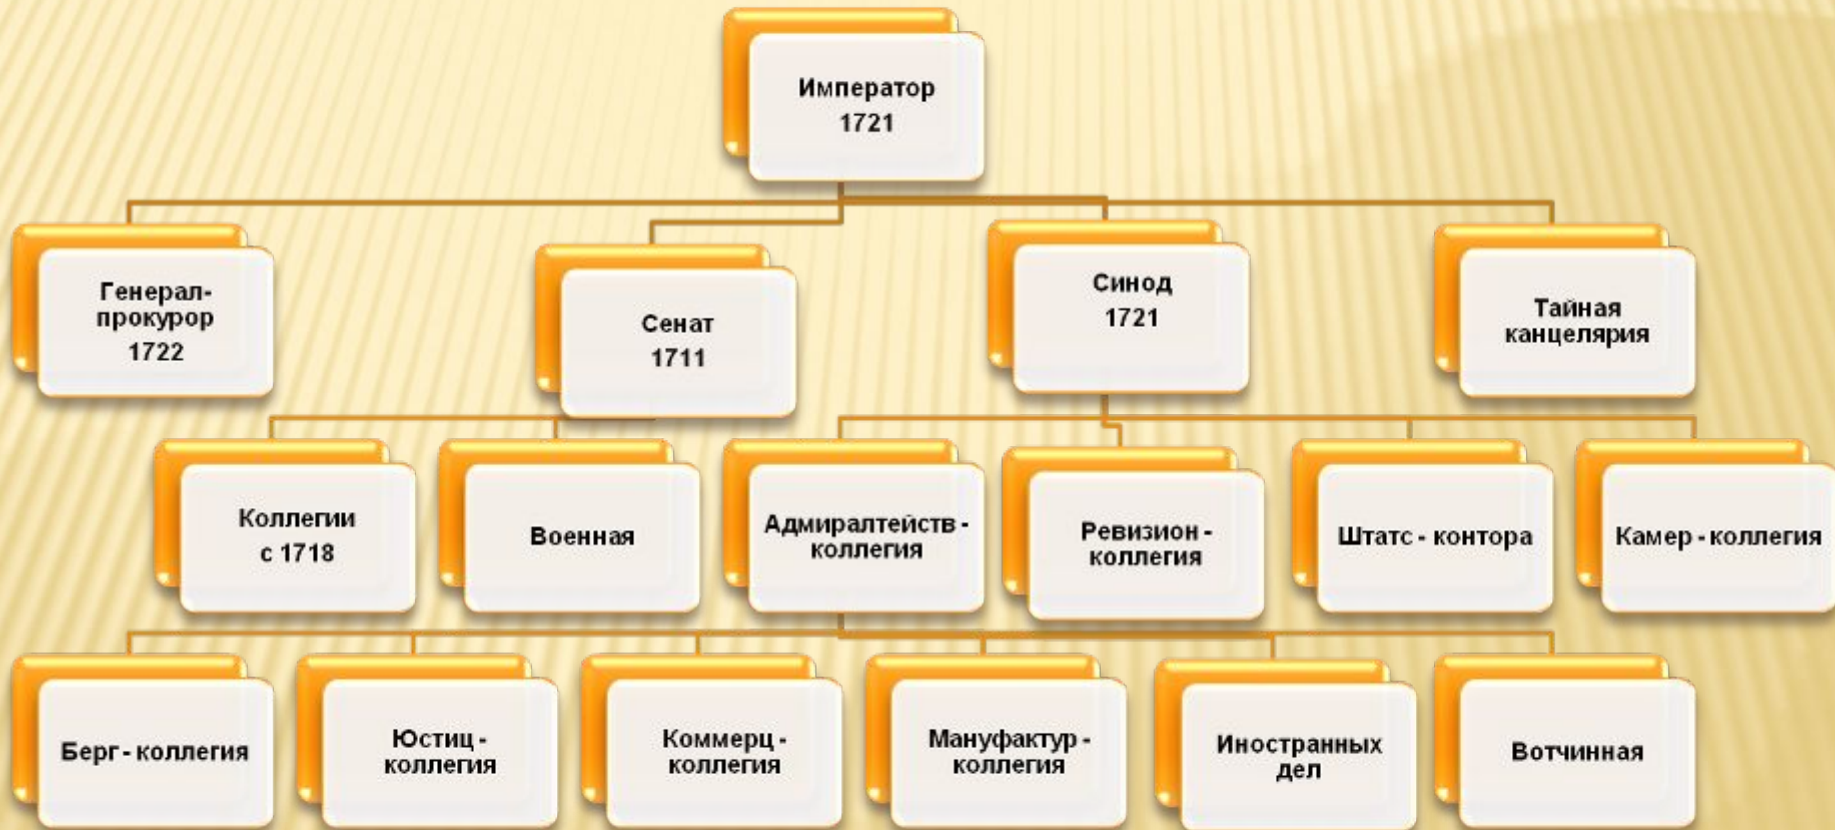 Император
1721
Генерал-
прокурор
1722
Сенат
1711
Синод
1721
Тайная
канцелярия
Коллегии
с 1718
Военная
Адмиралтейств -
коллегия
Ревизион -
коллегия
Штатс - контора
Камер - коллегия
Берг - коллегия
Юстиц -
коллегия
Коммерц -
коллегия
Мануфактур -
коллегия
Иностранных
дел
Вотчинная